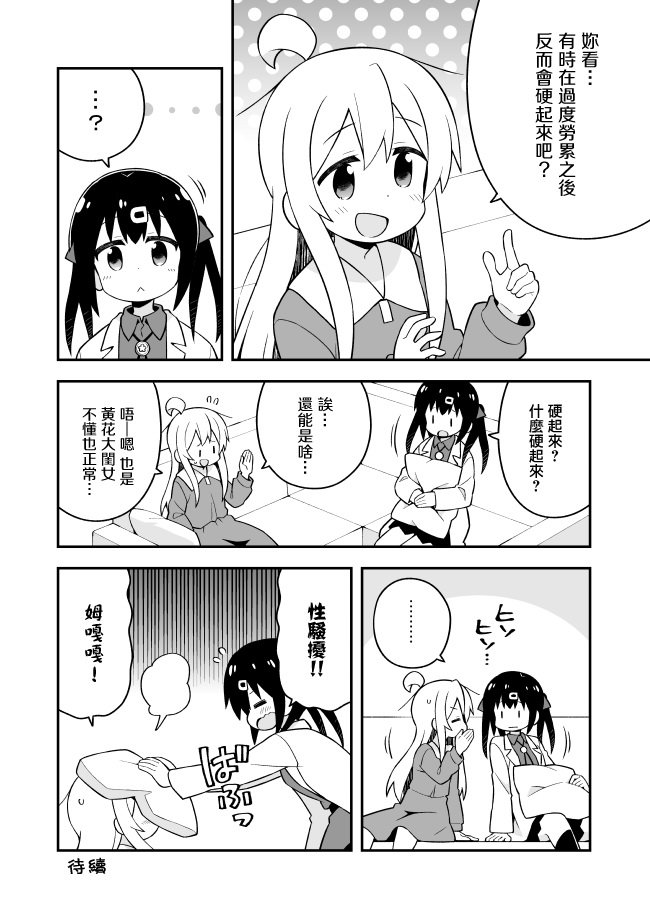 妳看…
有時在過度勞累之後
反而會硬起來吧？
…？
硬起來？
什麼硬起來？
誒…
還能是啥…
唔—嗯 也是
黃花大閨女
不懂也正常…
ヒソ
ヒソ…
………
性騷擾!!
姆嘎嘎！
ばふっ
待續